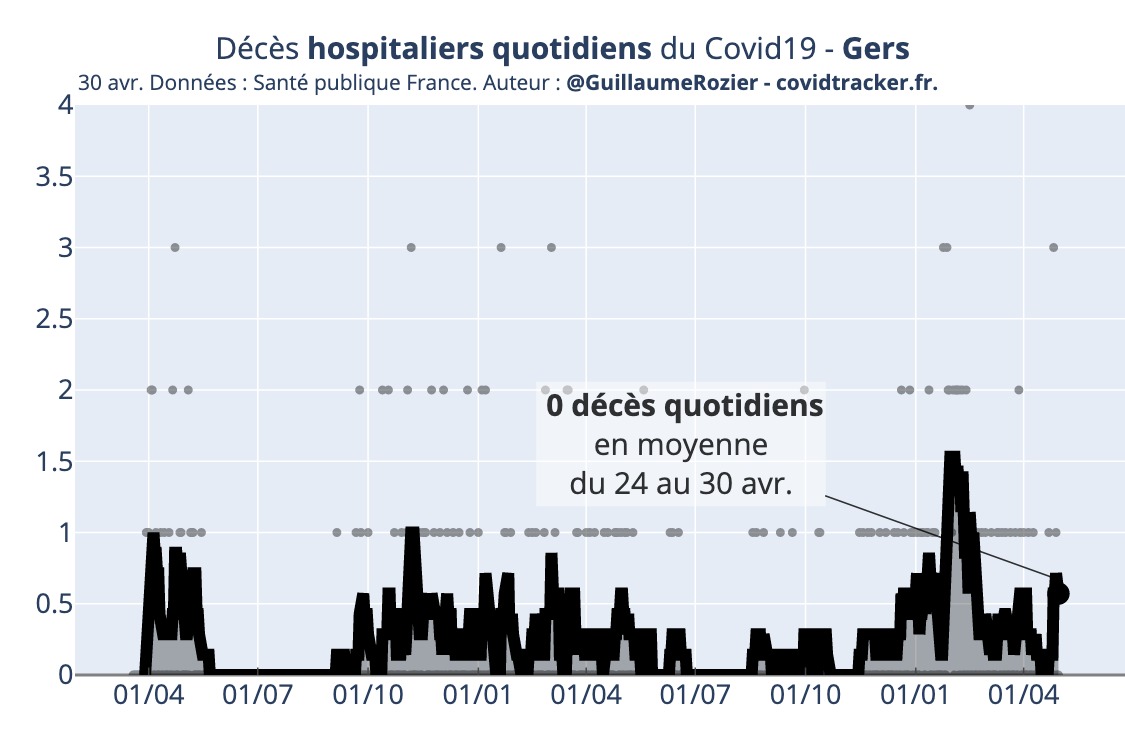 Décès hospitaliers quotidiens du Covid19 - Gers
30 avr. Données : Santé publique France. Auteur : @GuillaumeRozier - covidtracker.fr.
4
3.5
3
2.5
2
1.5
1
0.5
0
0 décès quotidiens
en moyenne
du 24 au 30 avr.
01/04 01/07 01/10 01/01 01/04 01/07 01/10 01/01 01/04